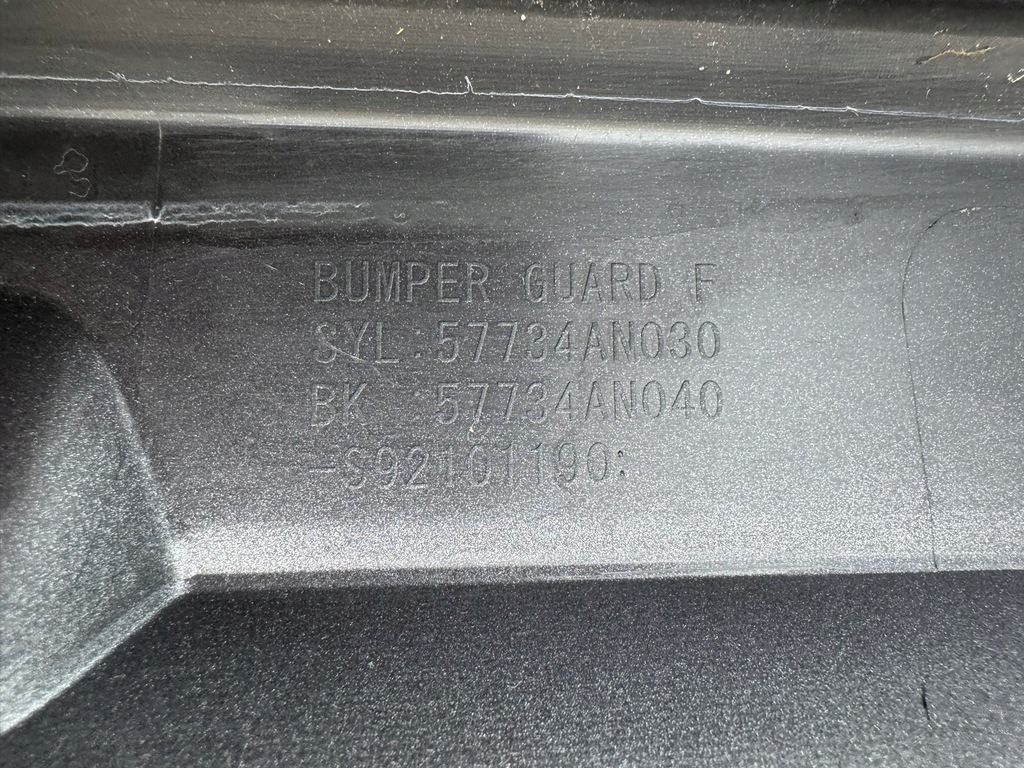 BUMPER GUARD F
SYL:57734AN030
BK :57734AN040
-S92101190: